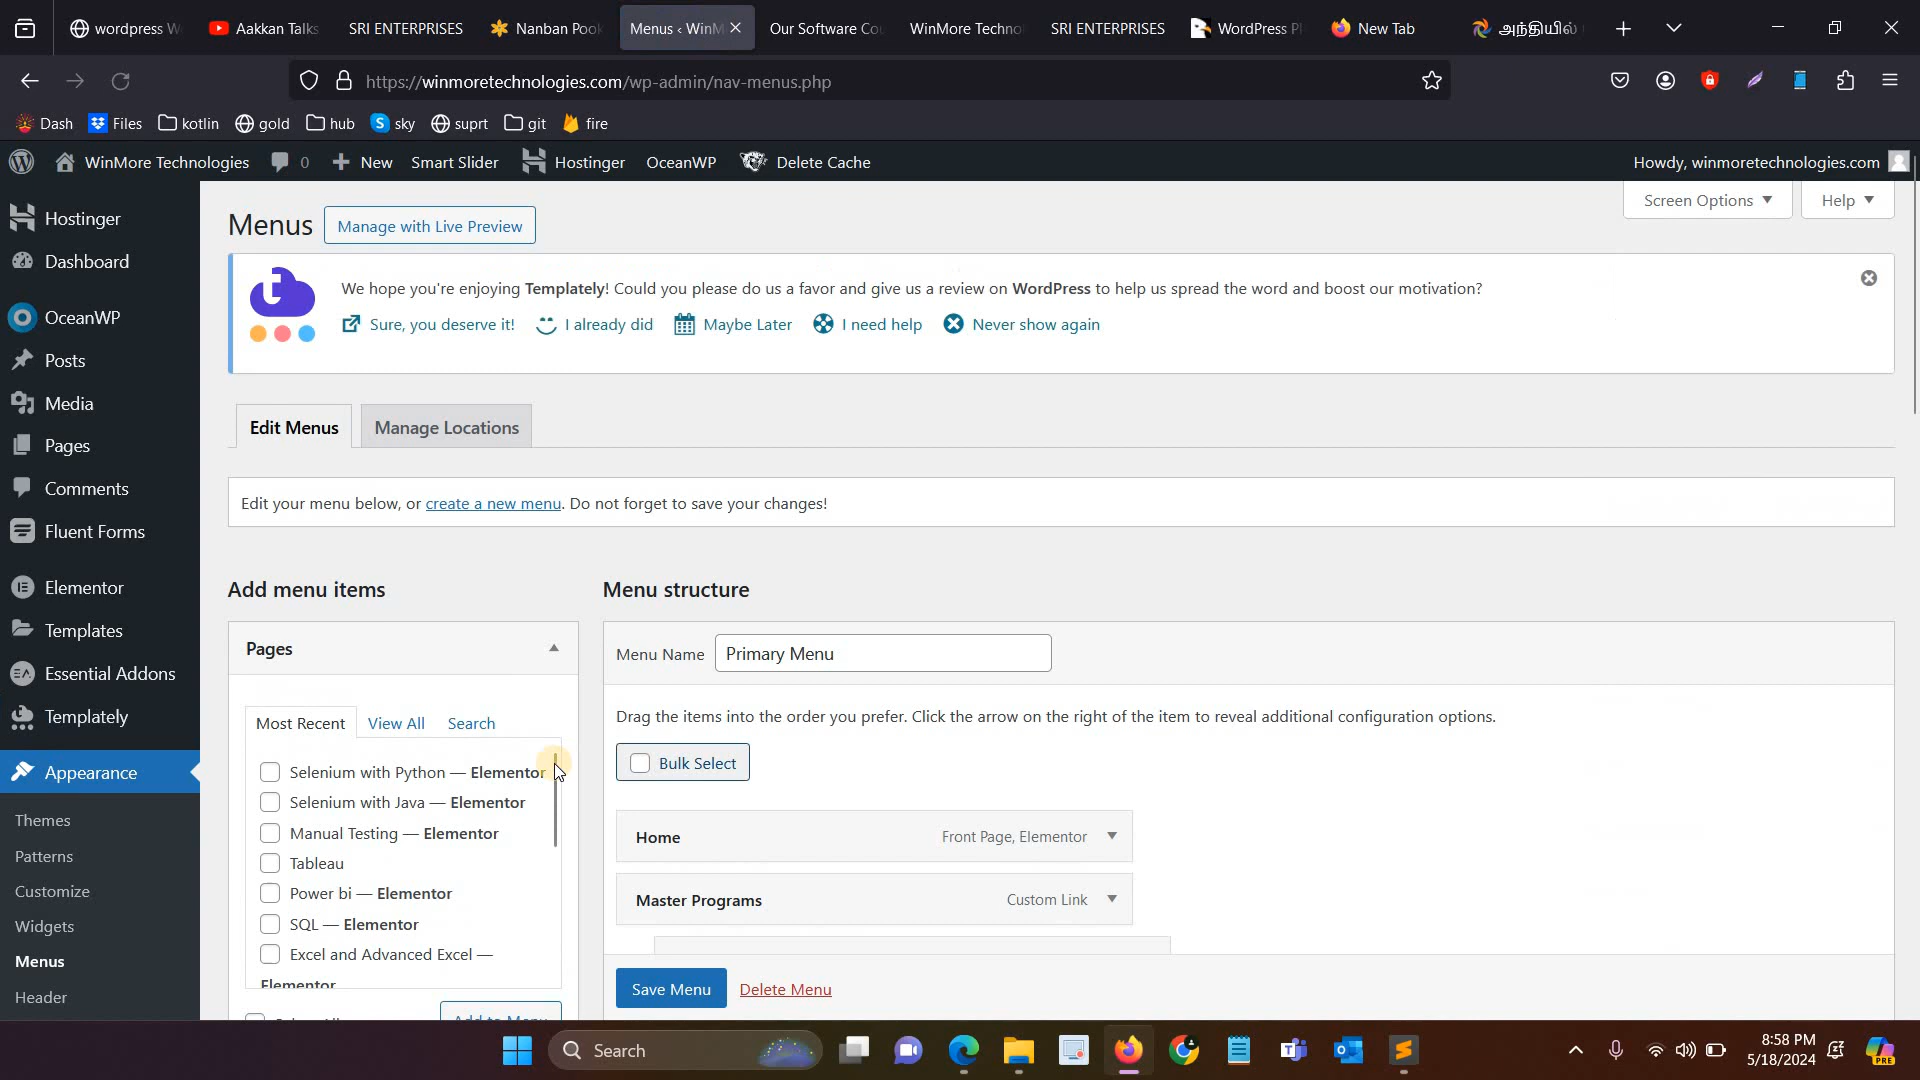 wordpress W
Aakkan Talks
SRI ENTERPRISES
Nanban Pook
Menus ‹ WinM
Our Software Co
WinMore Techno
SRI ENTERPRISES
WordPress Pl
New Tab
அந்தியில்
https://winmoretechnologies.com/wp-admin/nav-menus.php
Dash
Files
kotlin
gold
hub
sky
suprt
git
fire
WinMore Technologies
0
New
Smart Slider
Hostinger
OceanWP
Delete Cache
Howdy, winmoretechnologies.com
Hostinger
Dashboard
OceanWP
Posts
Media
Pages
Comments
Fluent Forms
Elementor
Templates
Essential Addons
Templately
Appearance
Themes
Patterns
Customize
Widgets
Menus
Header
Screen Options
Help
Menus
Manage with Live Preview
We hope you're enjoying Templately! Could you please do us a favor and give us a review on WordPress to help us spread the word and boost our motivation?
Sure, you deserve it!
I already did
Maybe Later
I need help
Never show again
Edit Menus
Manage Locations
Edit your menu below, or create a new menu. Do not forget to save your changes!
Add menu items
Pages
Most Recent
View All
Search
Selenium with Python — Elementor
Selenium with Java — Elementor
Manual Testing — Elementor
Tableau
Power bi — Elementor
SQL — Elementor
Excel and Advanced Excel —
Elementor
Add to Menu
Menu structure
Menu Name
Primary Menu
Drag the items into the order you prefer. Click the arrow on the right of the item to reveal additional configuration options.
Bulk Select
Home
Front Page, Elementor
Master Programs
Custom Link
Save Menu
Delete Menu
Search
8:58 PM
5/18/2024
PRE